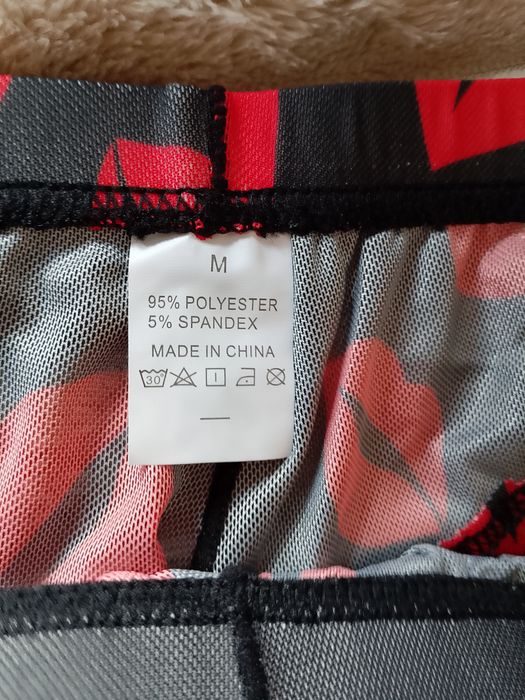 M
95% POLYESTER
5% SPANDEX
MADE IN CHINA
30